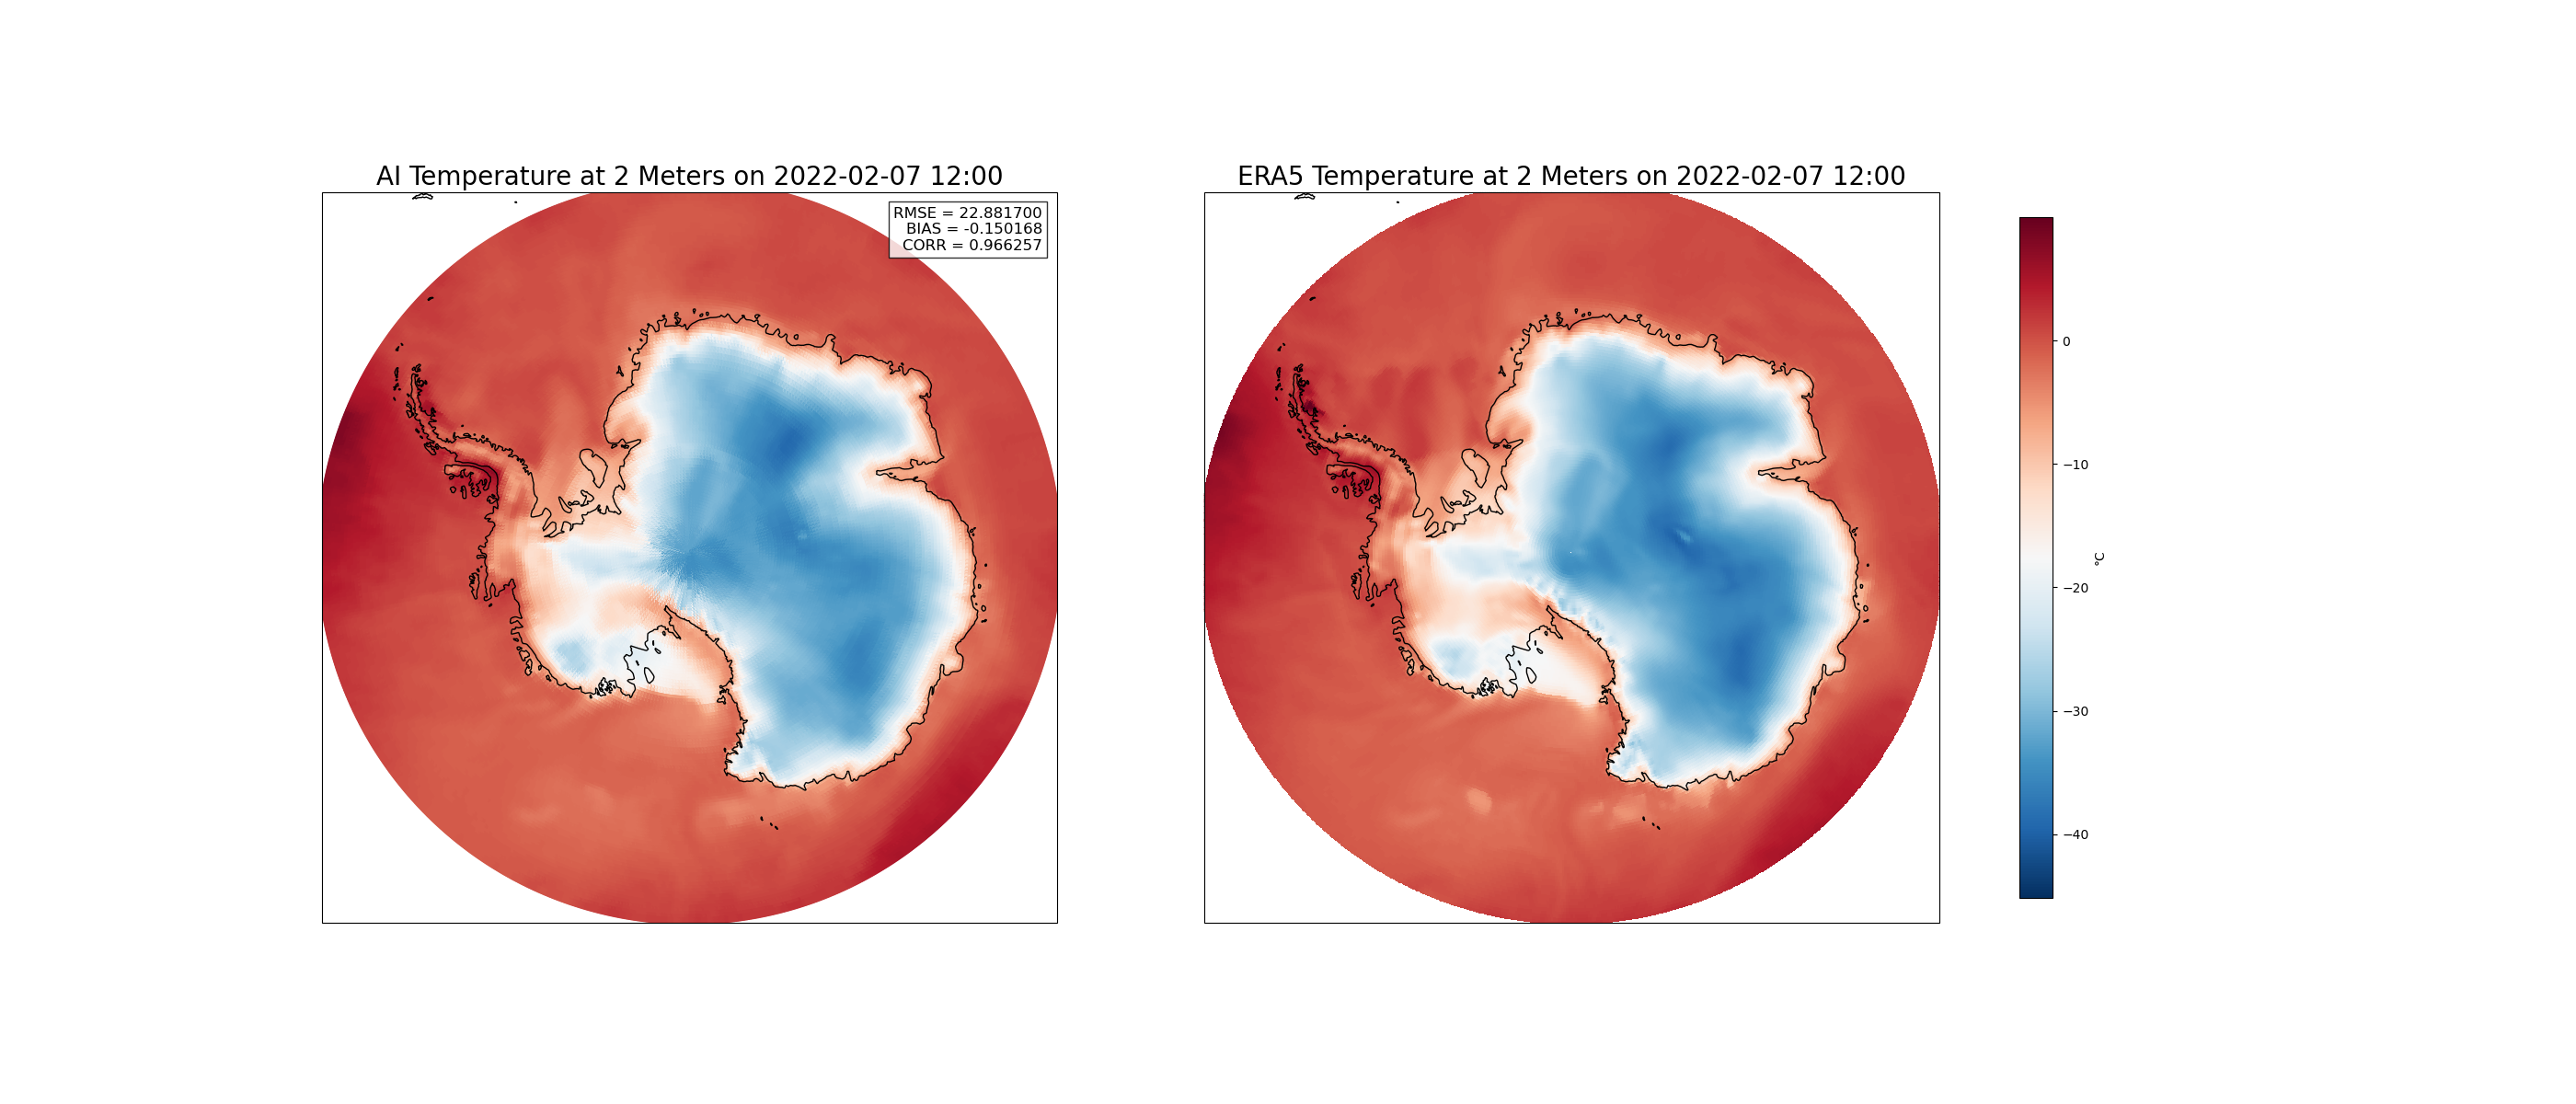 AI Temperature at 2 Meters on 2022-02-07 12:00
RMSE = 22.881700
BIAS = -0.150168
CORR = 0.966257
ERA5 Temperature at 2 Meters on 2022-02-07 12:00
0
−10
−20
−30
−40
°C